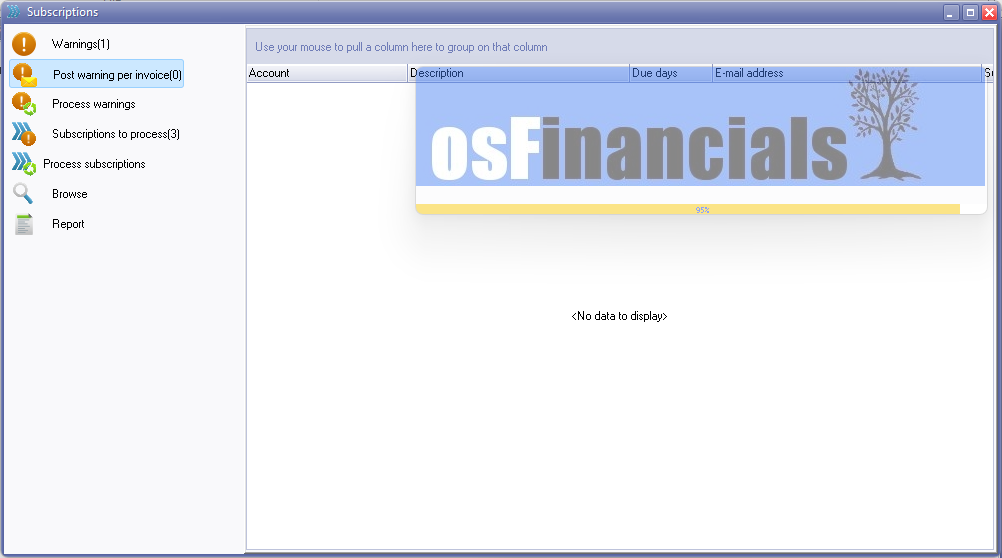 Subscriptions
Warnings(1)
Post warning per invoice(0)
Process warnings
Subscriptions to process(3)
Process subscriptions
Browse
Report
Use your mouse to pull a column here to group on that column
Account Description Due days E-mail address
osFinancials
95%
<No data to display>